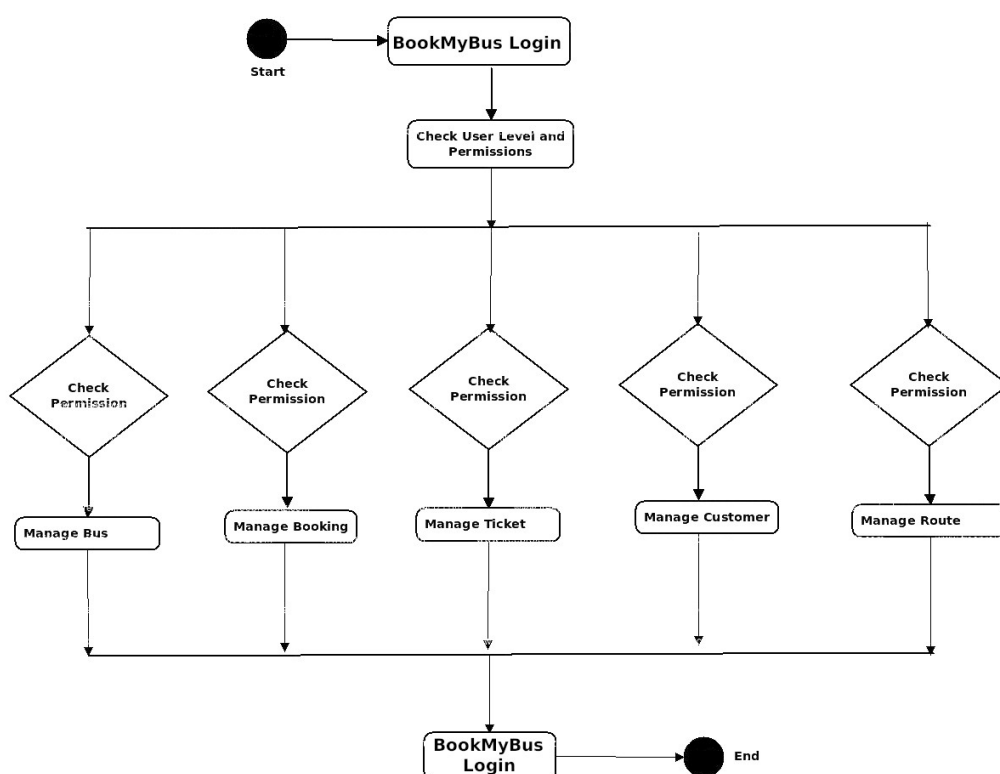 BookMyBus Login
Start
Check User Level and
Permissions
Check
Permission
Check
Permission
Check
Permission
Check
Permission
Check
Permission
Manage Bus
Manage Booking
Manage Ticket
Manage Customer
Manage Route
BookMyBus
Login
End